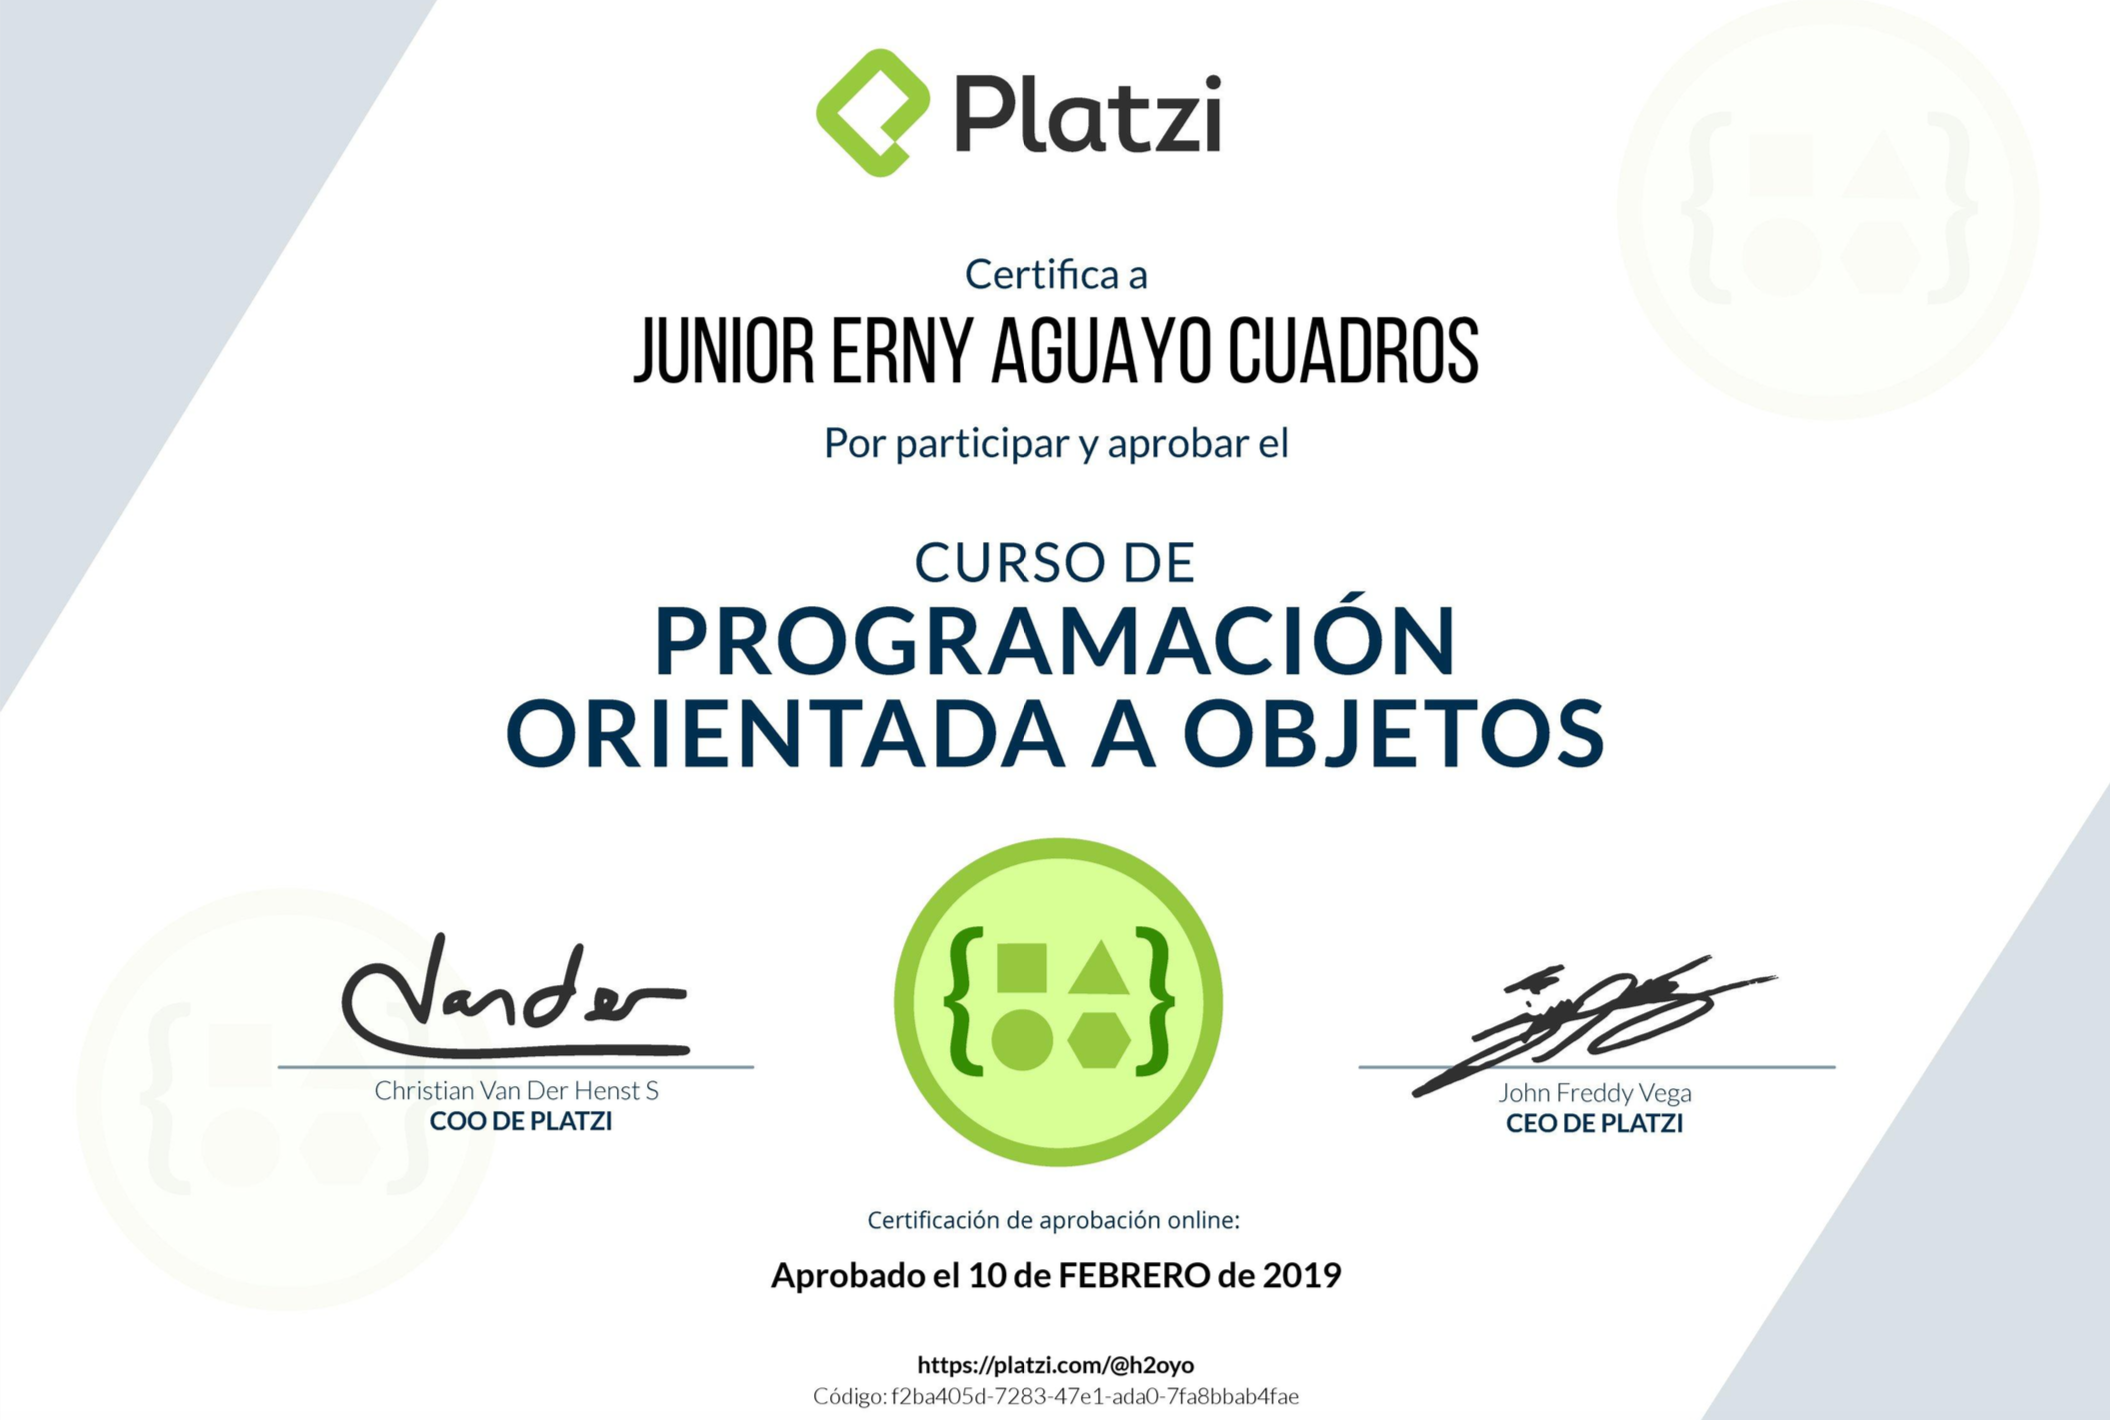 Platzi
Certifica a
JUNIOR ERNY AGUAYO CUADROS
Por participar y aprobar el
CURSO DE
PROGRAMACIÓN
ORIENTADA A OBJETOS
Vander
Christian Van Der Henst S
COO DE PLATZI
John Freddy Vega
CEO DE PLATZI
Certificación de aprobación online:
Aprobado el 10 de FEBRERO de 2019
https://platzi.com/@h2oyo
Código: f2ba405d-7283-47e1-ada0-7fa8bbab4fae